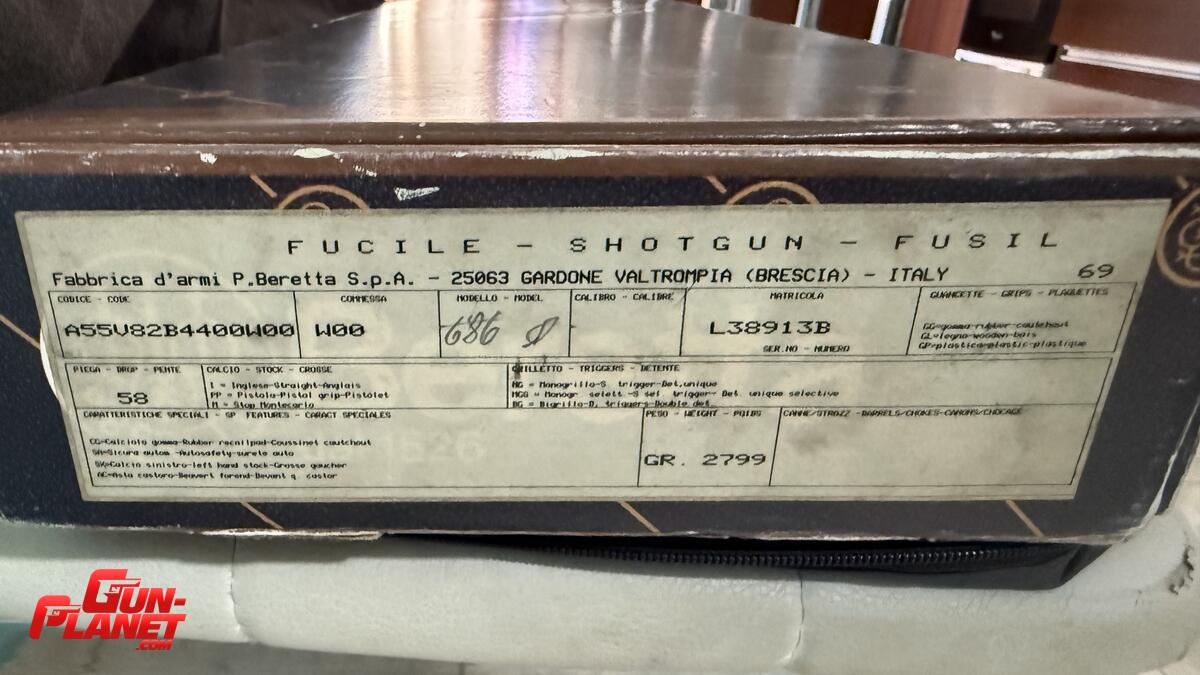 FUCILE - SHOTGUN - FUSIL
Fabbrica d'armi P.Beretta S.p.A. - 25063 GARDONE VALTROMPIA (BRESCIA) - ITALY 69
CODICE - CODE
A55V82B4400W00
COMMESSA
W00
MODELLO - MODEL
686
CALIBRO - CALIBRE
MATRICOLA
L38913B
SER.NO - NUMERO
GUANCETTE - GRIPS - PLAQUETTES
GG=gomma-rubber-cautchout
GL=legno-wooden-bois
GP=plastica-plastic-plastique
PIEGA - DROP - PENTE
58
CALCIO - STOCK - CROSSE
I = Inglese-Straight-Anglais
PP = Pistola-Pistol grip-Pistolet
M = Stop Montecarlo
GRILLETTO - TRIGGERS - DETENTE
MG = Monogrillo-S. trigger-Det.unique
MGS = Monogr selett -S sel. trigger- Det. unique selective
BG = Bigrillo-D. triguers-Double det.
CARATTERISTICHE SPECIALI - SP FEATURES - CARACT SPECIALES
CG=Calciolo gomma-Rubber recoilpad-Coussinet cautchout
SA=Sicura autom -Autosafety-surete auto
SX=Calcio sinistro-left hand stock-Crosse gaucher
AC=Asta castoro-Beavert forend-Devant q. castor
PESO - WEIGHT - POIDS
GR. 2799
CANNE/STROZZ -BARRELS/CHOKES-CANONS/CHOCAGE
GUN-PLANET.COM